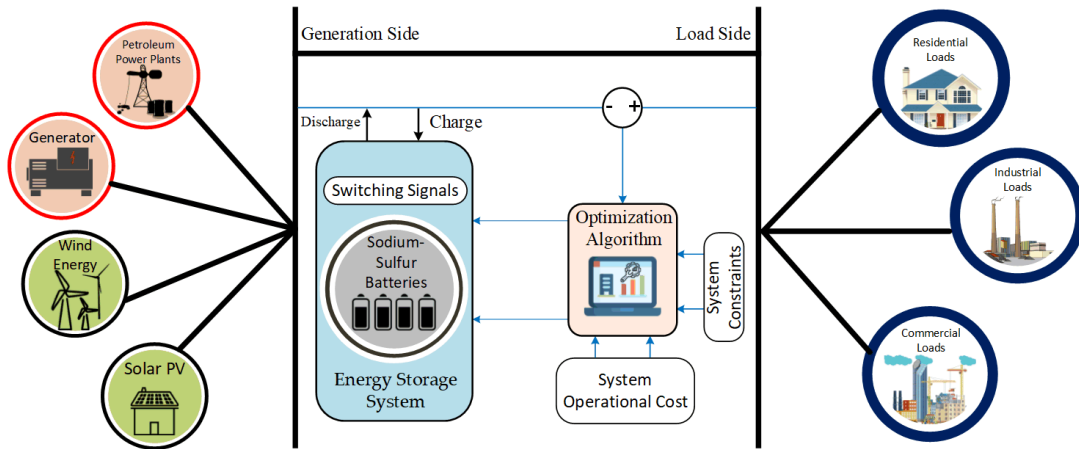 Petroleum
Power Plants
Generator
Wind
Energy
Solar PV
Generation Side
Load Side
Discharge
Charge
- +
Switching Signals
Sodium-
Sulfur
Batteries
Energy Storage
System
Optimization
Algorithm
System
Constraints
System
Operational Cost
Residential
Loads
Industrial
Loads
Commercial
Loads